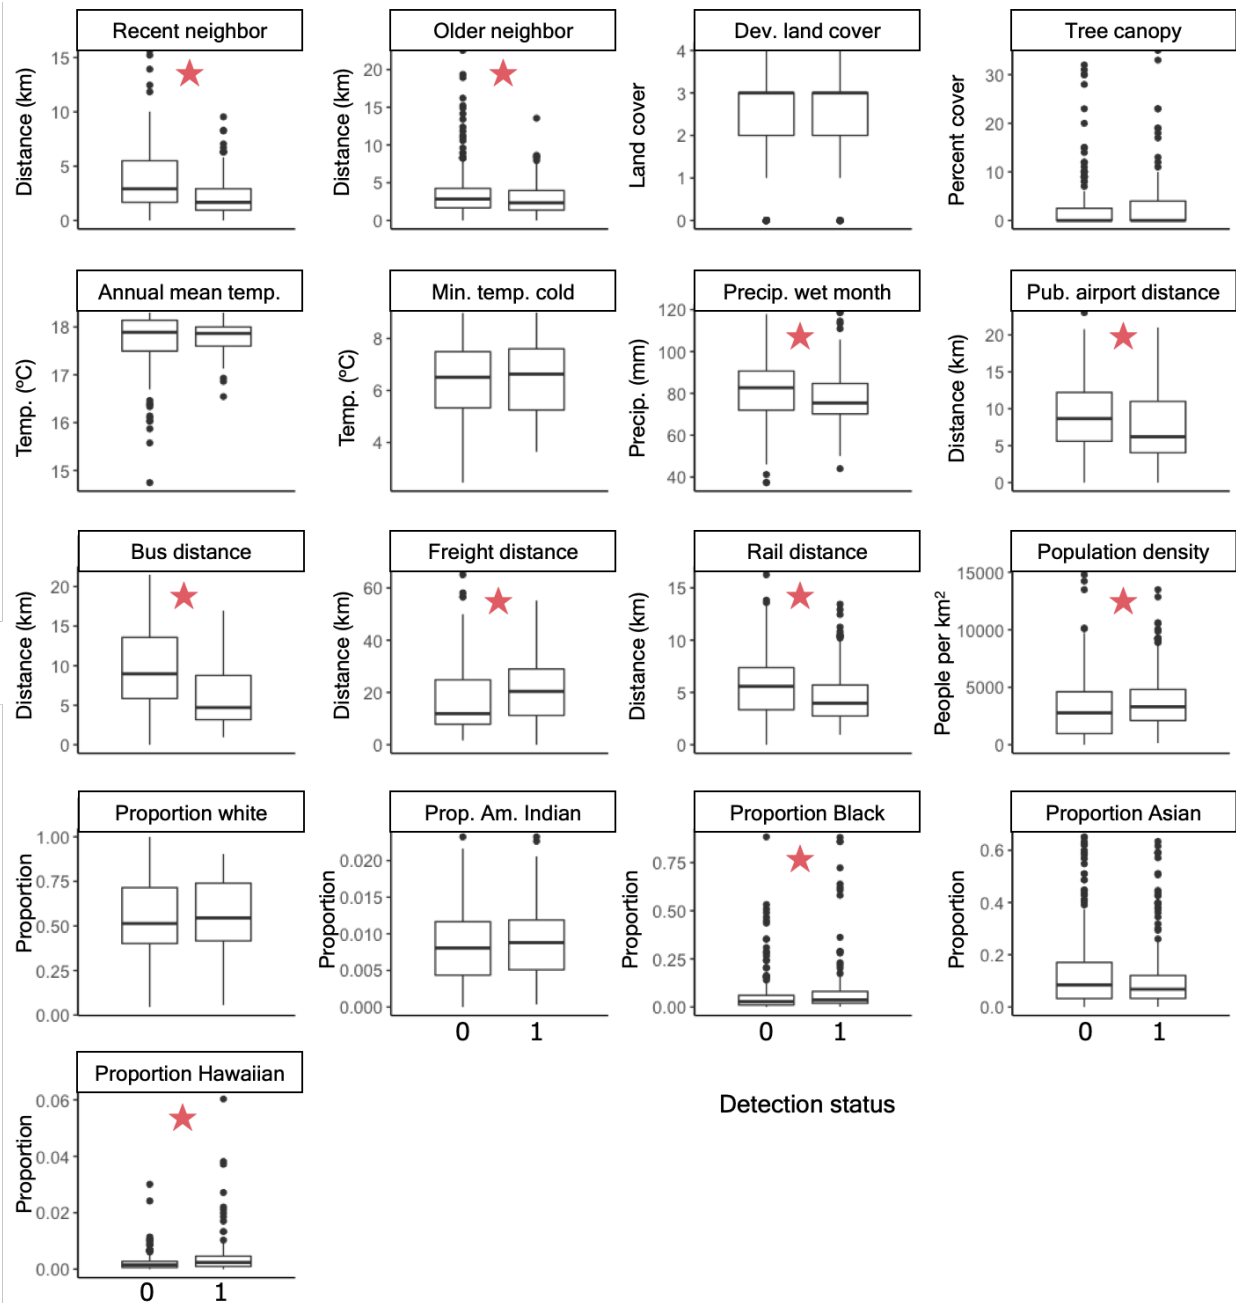 Recent neighbor
Older neighbor
Dev. land cover
Tree canopy
Distance (km)
15
10
5
0
Distance (km)
20
15
10
5
0
Land cover
4
3
2
1
0
Percent cover
30
20
10
0
Annual mean temp.
Min. temp. cold
Precip. wet month
Pub. airport distance
Temp. (ºC)
18
17
16
15
Temp. (ºC)
8
6
4
Precip. (mm)
120
100
80
60
40
Distance (km)
20
15
10
5
0
Bus distance
Freight distance
Rail distance
Population density
Distance (km)
20
15
10
5
0
Distance (km)
60
40
20
0
Distance (km)
15
10
5
0
People per km²
15000
10000
5000
0
Proportion white
Prop. Am. Indian
Proportion Black
Proportion Asian
Proportion
1.00
0.75
0.50
0.25
0.00
Proportion
0.020
0.015
0.010
0.005
0.000
Proportion
0.75
0.50
0.25
0.00
Proportion
0.6
0.4
0.2
0.0
0 1
0 1
0 1
Proportion Hawaiian
Proportion
0.06
0.04
0.02
0.00
0 1
Detection status